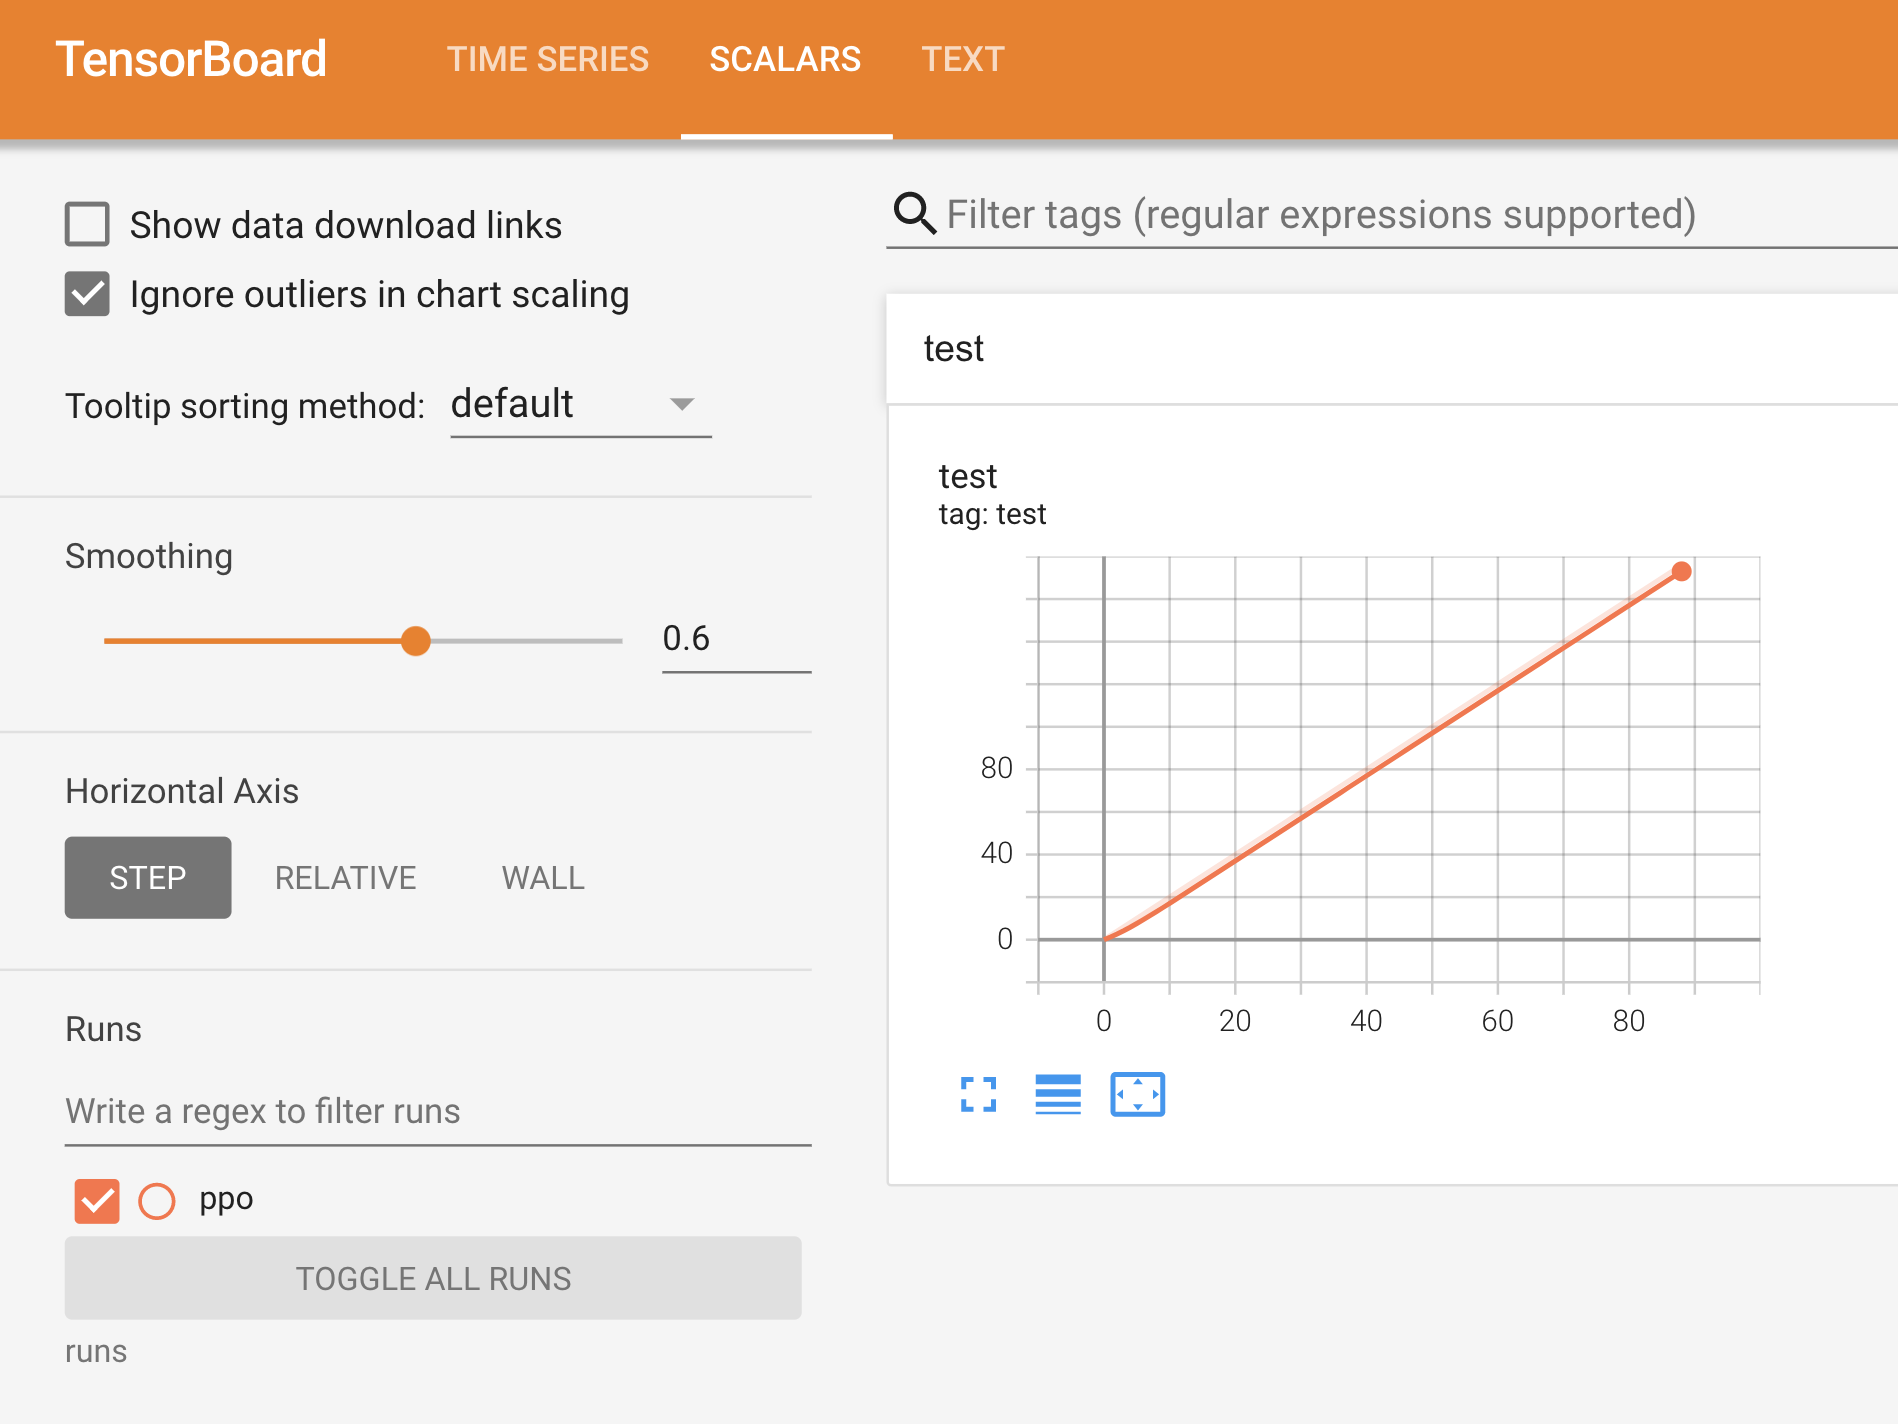 TensorBoard TIME SERIES SCALARS TEXT
Show data download links
Ignore outliers in chart scaling
Tooltip sorting method: default
Smoothing
0.6
Horizontal Axis
STEP RELATIVE WALL
Runs
Write a regex to filter runs
ppo
TOGGLE ALL RUNS
runs
Filter tags (regular expressions supported)
test
test
tag: test
80
40
0
0 20 40 60 80